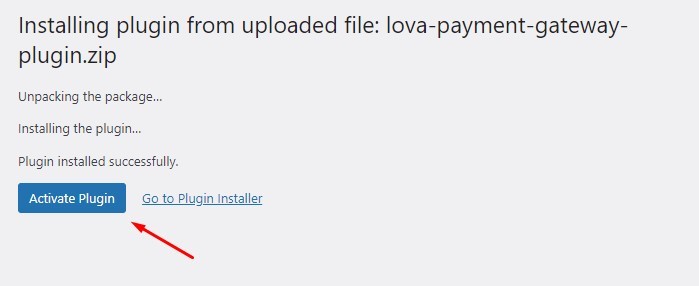 Installing plugin from uploaded file: lova-payment-gateway-
plugin.zip
Unpacking the package...
Installing the plugin...
Plugin installed successfully.
Activate Plugin Go to Plugin Installer